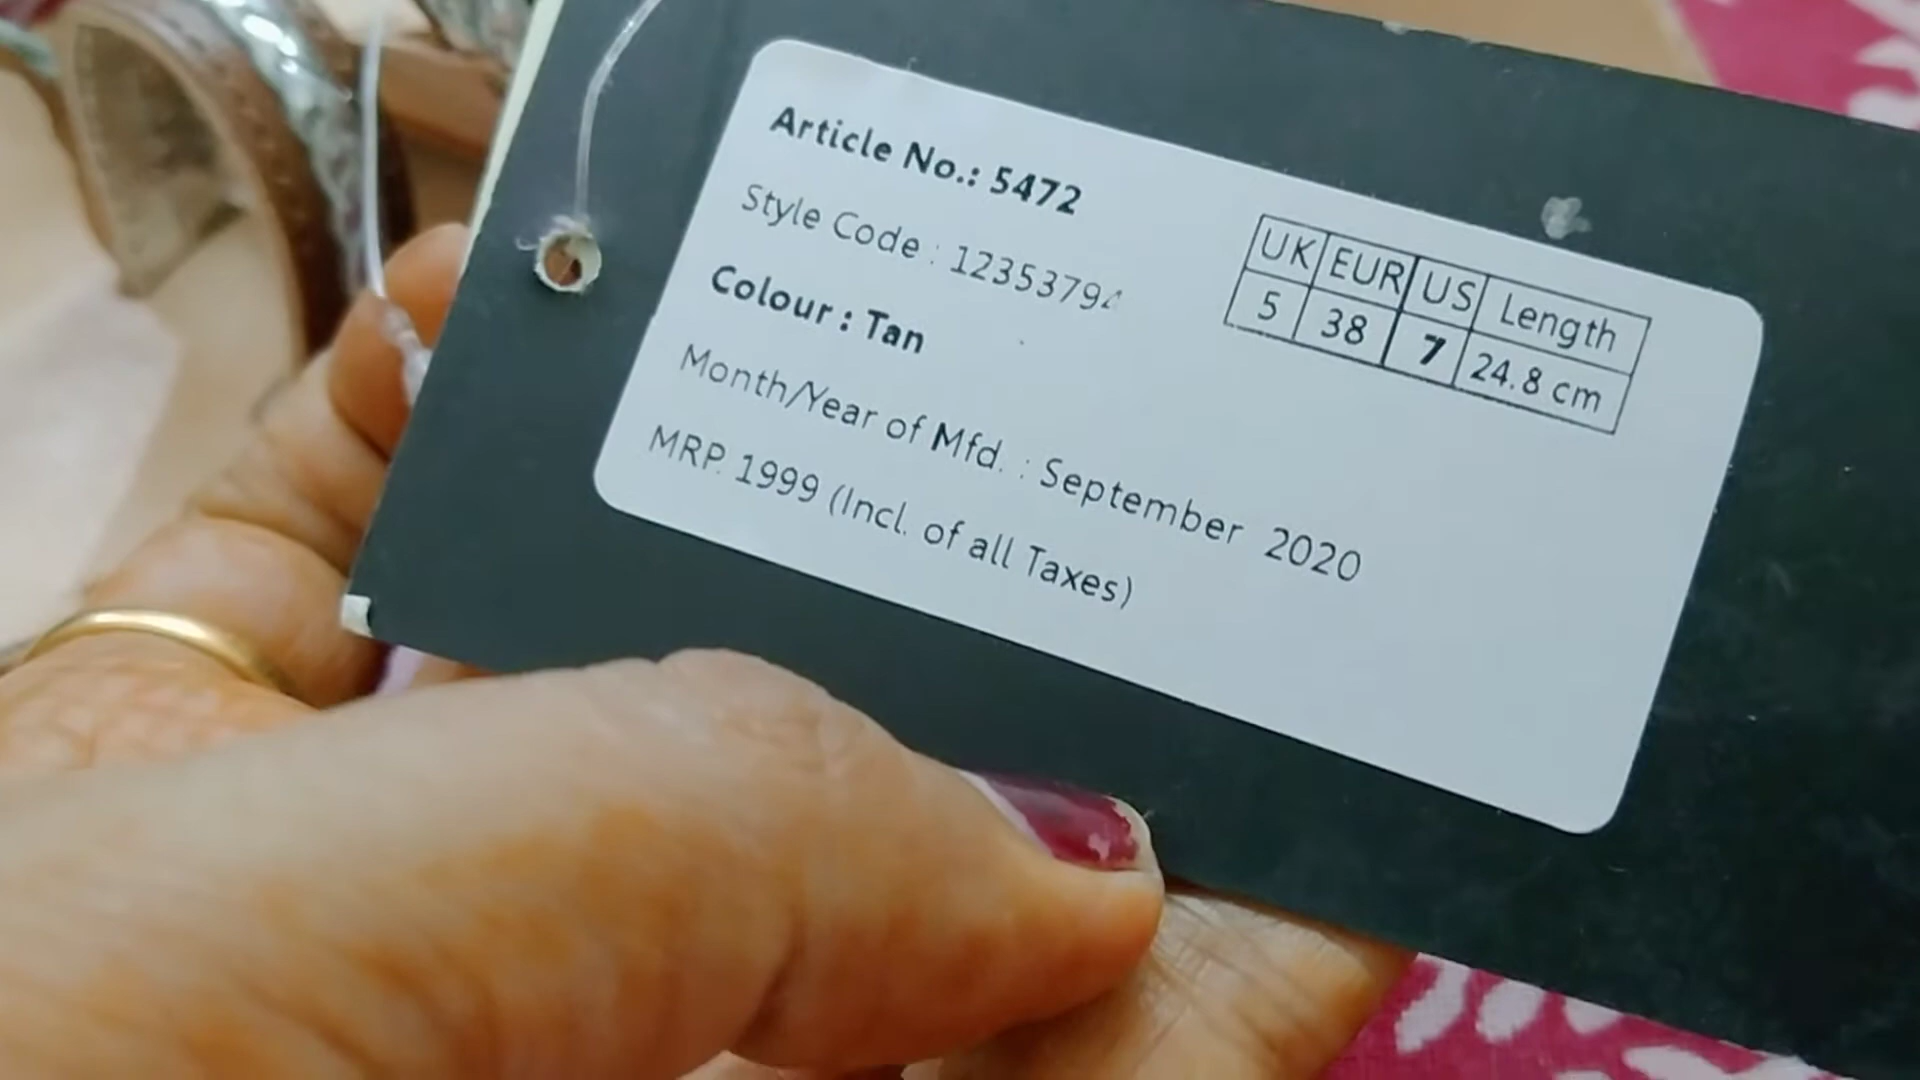 Article No.: 5472
Style Code : 12353794
Colour : Tan
Month/Year of Mfd. : September 2020
MRP. 1999 (Incl. of all Taxes)
UK EUR US Length
5 38 7 24.8 cm